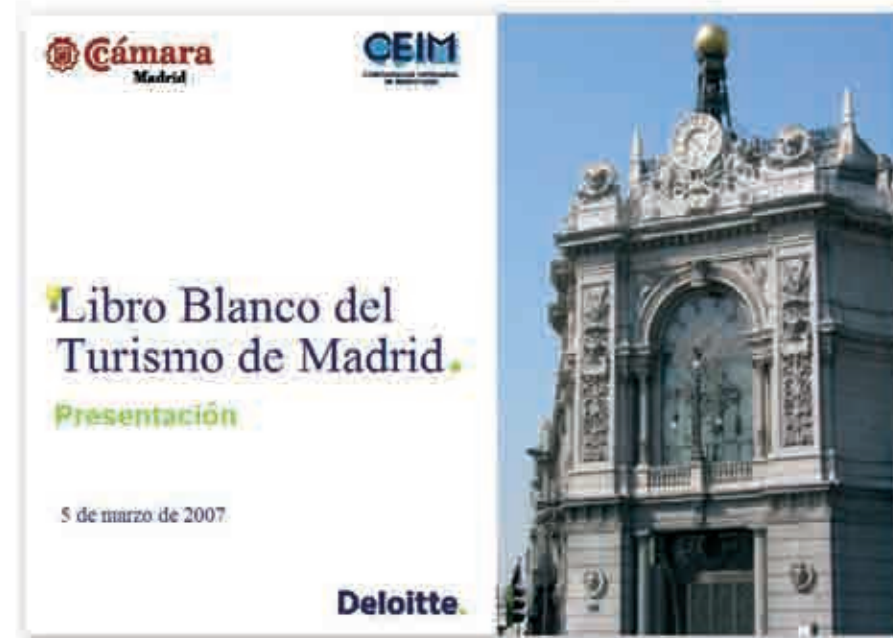 Cámara
Madrid
CEIM
Libro Blanco del
Turismo de Madrid.
Presentación
5 de marzo de 2007
Deloitte.